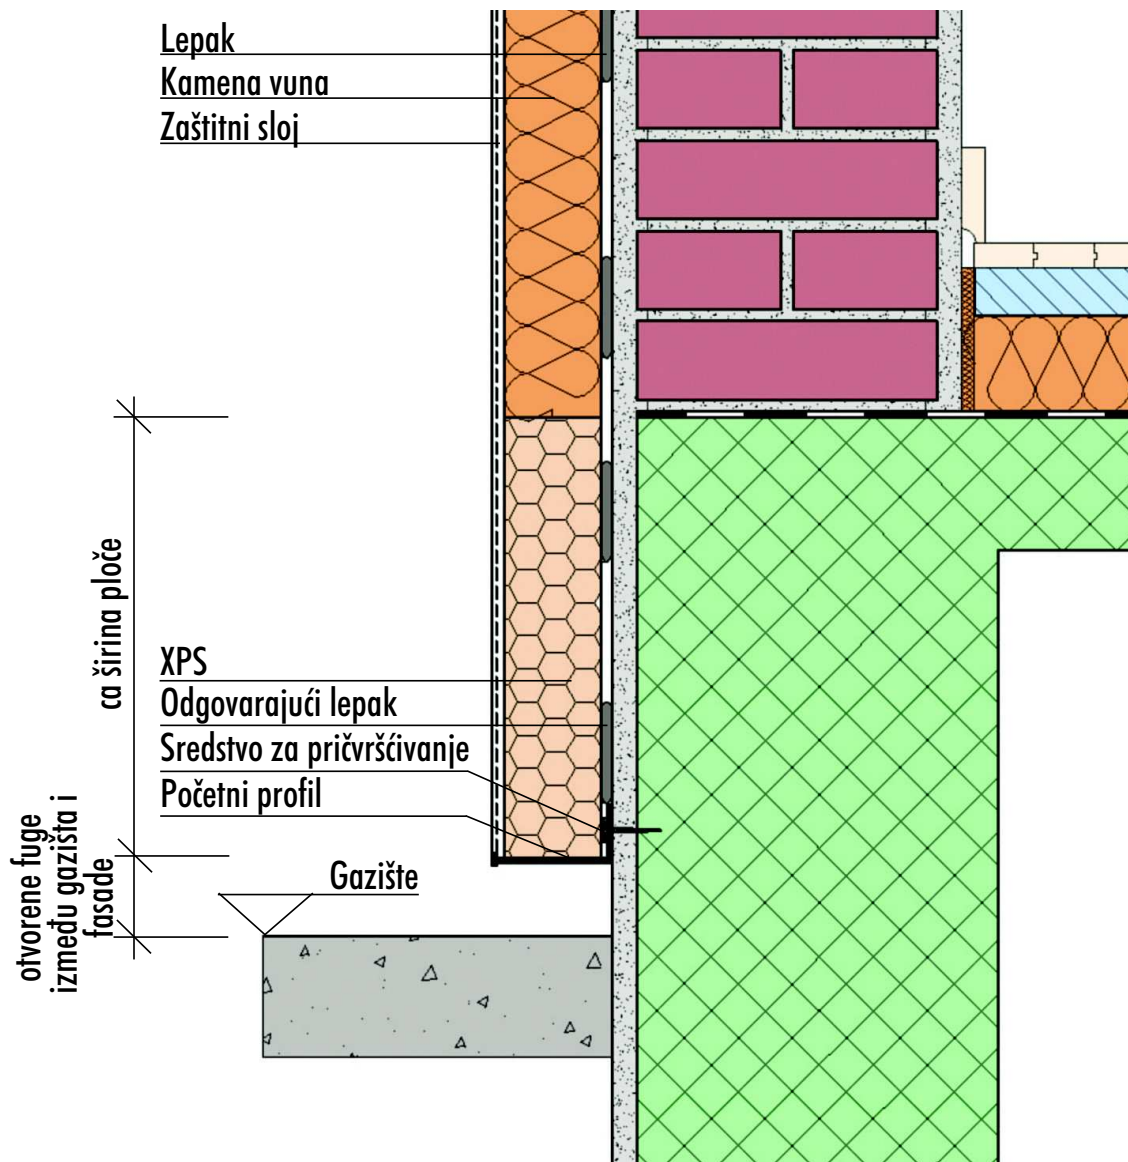 Lepak
Kamena vuna
Zaštitni sloj
ca širina ploče
XPS
Odgovarajući lepak
Sredstvo za pričvršćivanje
Početni profil
otvorene fuge
između gazišta i
fasade
Gazište